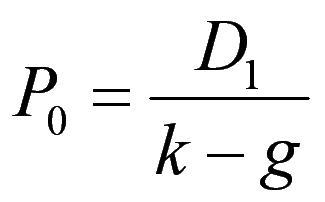 P₀ = D₁ / (k − g)